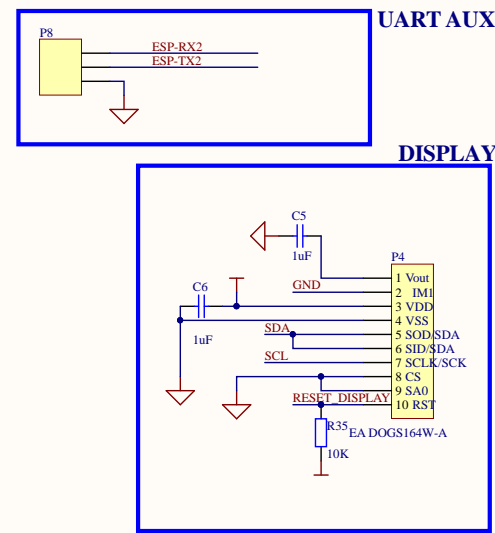 UART AUX
P8
ESP-RX2
ESP-TX2
DISPLAY
C5
1uF
P4
1 Vout
GND
2 IM1
C6
3 VDD
4 VSS
1uF
SDA
5 SOD/SDA
6 SID/SDA
SCL
7 SCLK/SCK
8 CS
9 SA0
RESET_DISPLAY
10 RST
R35
EA DOGS164W-A
10K